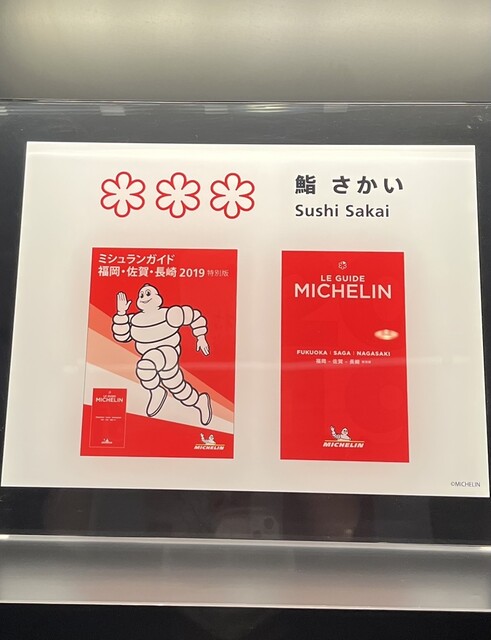 鮨 さかい
Sushi Sakai
ミシュランガイド
福岡・佐賀・長崎 2019 特別版
LE GUIDE
MICHELIN
MICHELIN
LE GUIDE
MICHELIN
FUKUOKA | SAGA | NAGASAKI
福岡 - 佐賀 - 長崎
MICHELIN
©MICHELIN